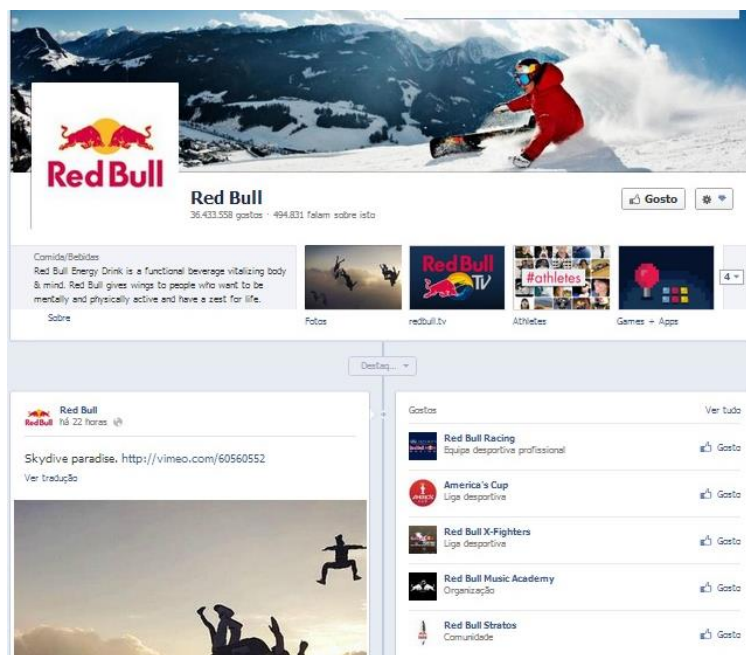 Red Bull
Red Bull
36.433.558 gostos · 494.831 falam sobre isto
Gosto
Comida/Bebidas
Red Bull Energy Drink is a functional beverage vitalizing body
& mind. Red Bull gives wings to people who want to be
mentally and physically active and have a zest for life.
Sobre
Red Bull
TV
#athletes
4
Fotos
redbull.tv
Athletes
Games + Apps
Destaq...
Red Bull
Red Bull
há 22 horas
Skydive paradise. http://vimeo.com/60560552
Ver tradução
Gostos
Ver tudo
Red Bull Racing
Equipa desportiva profissional
Gosto
America's Cup
Liga desportiva
Gosto
Red Bull X-Fighters
Liga desportiva
Gosto
Red Bull Music Academy
Organização
Gosto
Red Bull Stratos
Comunidade
Gosto